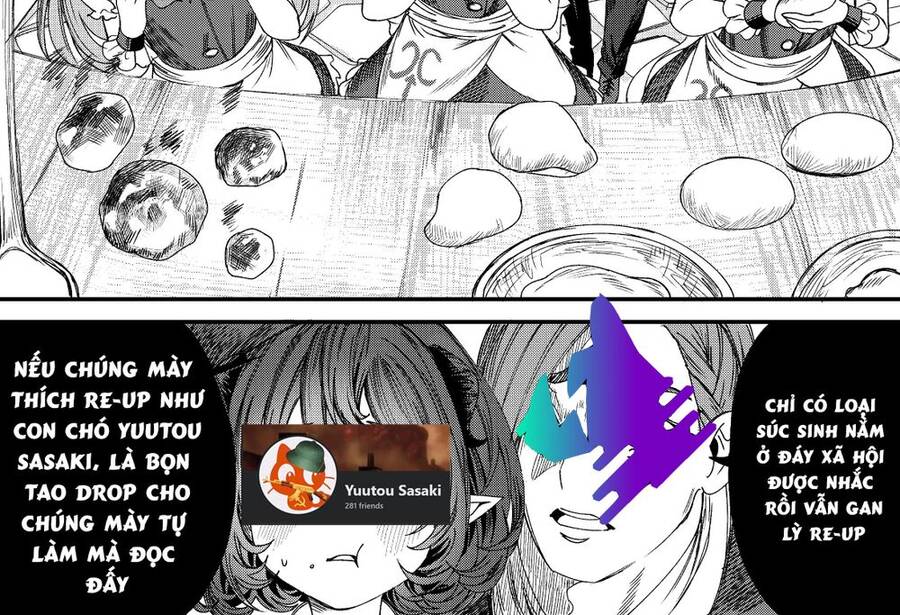 NẾU CHÚNG MÀY
THÍCH RE-UP NHƯ
CON CHÓ YUUTOU
SASAKI, LÀ BỌN
TAO DROP CHO
CHÚNG MÀY TỰ
LÀM MÀ ĐỌC
ĐẤY
Yuutou Sasaki
281 friends
CHỈ CÓ LOẠI
SÚC SINH NẰM
Ở ĐÁY XÃ HỘI
ĐƯỢC NHẮC
RỒI VẪN GAN
LỲ RE-UP